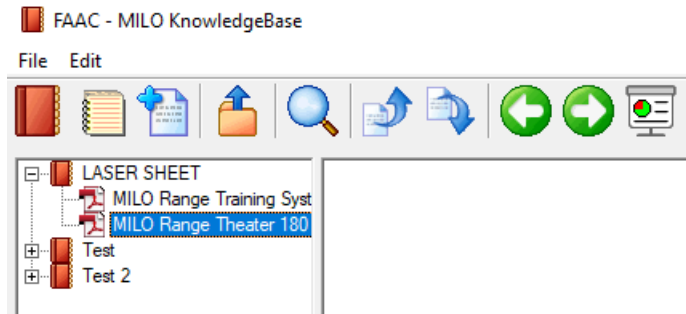 FAAC - MILO KnowledgeBase
File Edit
LASER SHEET
MILO Range Training Syst
MILO Range Theater 180
Test
Test 2